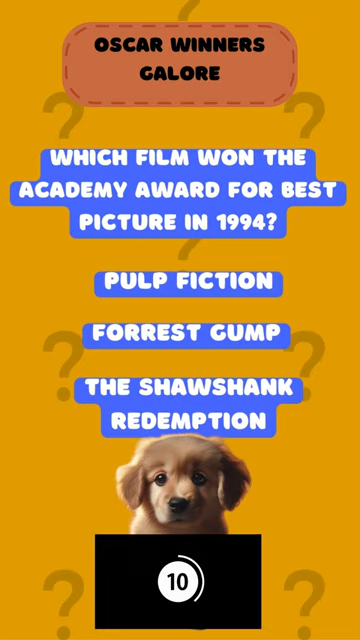 OSCAR WINNERS
GALORE
WHICH FILM WON THE
ACADEMY AWARD FOR BEST
PICTURE IN 1994?
PULP FICTION
FORREST GUMP
THE SHAWSHANK
REDEMPTION
10